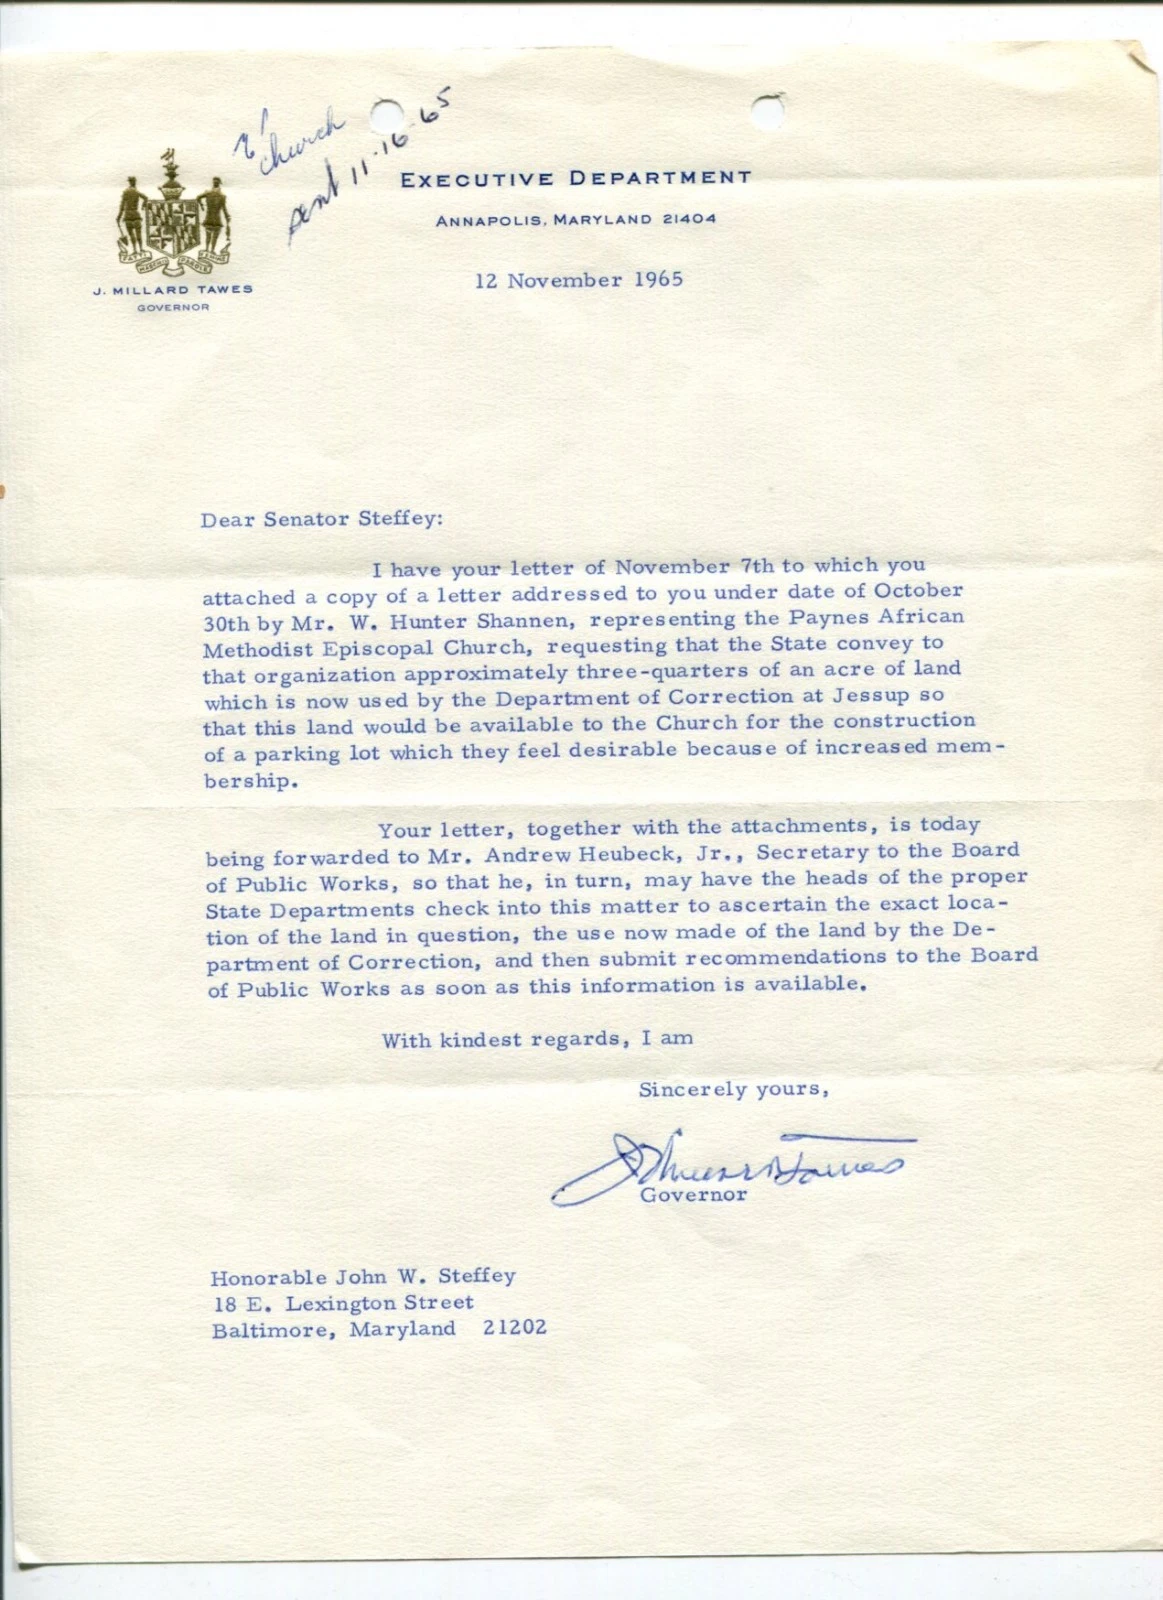 Church
sent 11-16-65
EXECUTIVE DEPARTMENT
ANNAPOLIS, MARYLAND 21404
J. MILLARD TAWES
GOVERNOR
12 November 1965
Dear Senator Steffey:
I have your letter of November 7th to which you
attached a copy of a letter addressed to you under date of October
30th by Mr. W. Hunter Shannen, representing the Paynes African
Methodist Episcopal Church, requesting that the State convey to
that organization approximately three-quarters of an acre of land
which is now used by the Department of Correction at Jessup so
that this land would be available to the Church for the construction
of a parking lot which they feel desirable because of increased mem-
bership.
Your letter, together with the attachments, is today
being forwarded to Mr. Andrew Heubeck, Jr., Secretary to the Board
of Public Works, so that he, in turn, may have the heads of the proper
State Departments check into this matter to ascertain the exact loca-
tion of the land in question, the use now made of the land by the De-
partment of Correction, and then submit recommendations to the Board
of Public Works as soon as this information is available.
With kindest regards, I am
Sincerely yours,
J. Millard Tawes
Governor
Honorable John W. Steffey
18 E. Lexington Street
Baltimore, Maryland 21202